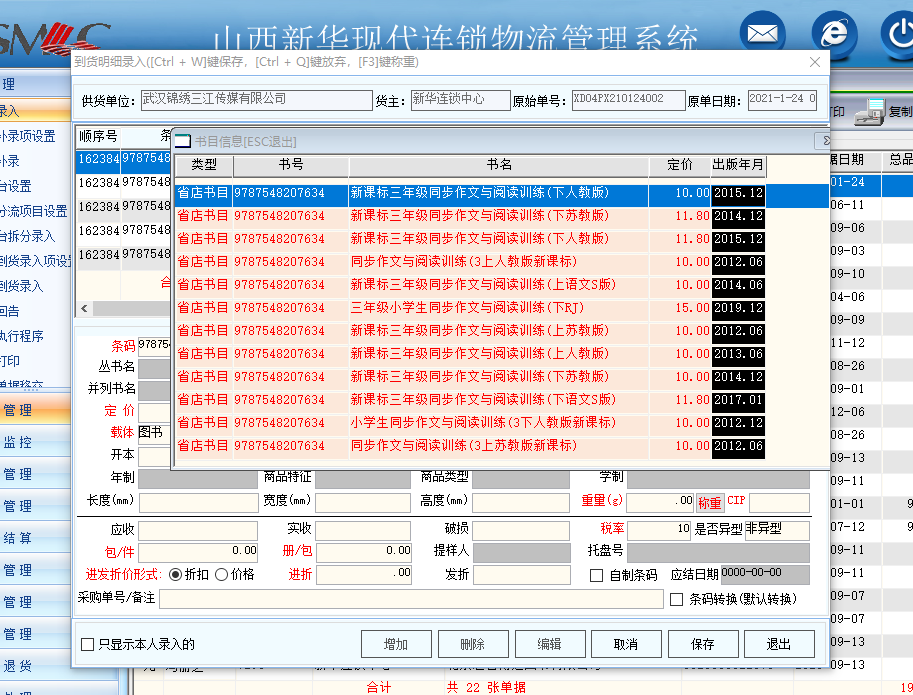 山西新华现代连锁物流管理系统
到货明细录入([Ctrl + W]键保存，[Ctrl + Q]键放弃，[F3]键称重)
供货单位: 武汉锦绣三江传媒有限公司 货主: 新华连锁中心 原始单号: XD04PX210124002 原单日期: 2021-1-24 0
理
录入
补录项设置
补录
台设置
分流项目设置
台拆分录入
到货录入项设
到货录入
回告
执行程序
打印
管理
监控
管理
管理
结算
管理
管理
管理
退货
复制
顺序号
162384 9787548
162384 9787548
162384 9787548
162384 9787548
162384 9787548
合
书目信息[ESC退出]
类型 书号 书名 定价 出版年月
省店书目 9787548207634 新课标三年级同步作文与阅读训练(下人教版) 10.00 2015.12
省店书目 9787548207634 新课标三年级同步作文与阅读训练(下苏教版) 11.80 2014.12
省店书目 9787548207634 新课标三年级同步作文与阅读训练(下人教版) 11.80 2015.12
省店书目 9787548207634 同步作文与阅读训练(3上人教版新课标) 10.00 2012.06
省店书目 9787548207634 新课标三年级同步作文与阅读训练(上语文S版) 10.00 2014.06
省店书目 9787548207634 三年级小学生同步作文与阅读训练(下RJ) 15.00 2019.12
省店书目 9787548207634 新课标三年级同步作文与阅读训练(上苏教版) 10.00 2012.06
省店书目 9787548207634 新课标三年级同步作文与阅读训练(上人教版) 10.00 2013.06
省店书目 9787548207634 新课标三年级同步作文与阅读训练(下苏教版) 10.00 2014.12
省店书目 9787548207634 新课标三年级同步作文与阅读训练(下语文S版) 11.80 2017.01
省店书目 9787548207634 小学生同步作文与阅读训练(3下人教版新课标) 10.00 2012.12
省店书目 9787548207634 同步作文与阅读训练(3上苏教版新课标) 10.00 2012.06
条码 97875
丛书名
并列书名
定 价
载体 图书
开本
年制 商品特征 商品类型 学制
长度(mm) 宽度(mm) 高度(mm) 重量(g) .00 称重 CIP
应收 实收 破损 税率 10 是否异型 非异型
包/件 0.00 册/包 0.00 提样人 托盘号
进发折价形式: 折扣 价格 进折 .00 发折 自制条码 应结日期 0000-00-00
采购单号/备注 条码转换(默认转换)
只显示本人录入的 增加 删除 编辑 取消 保存 退出
据日期 总品
01-24
06-11
09-06
09-03
09-10
04-06
09-09
11-12
08-26
09-01
12-06
08-26
09-13
09-11
01-01
07-12
09-11
09-11
09-07
09-07
09-13
09-13
合计 共 22 张单据